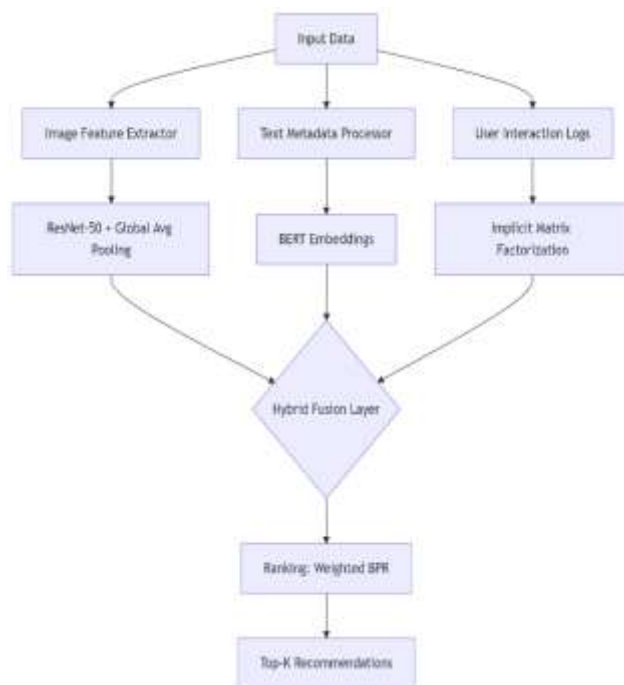 Input Data
Image Feature Extractor
Text Metadata Processor
User Interaction Logs
ResNet-50 + Global Avg
Pooling
BERT Embeddings
Implicit Matrix
Factorization
Hybrid Fusion Layer
Ranking: Weighted BPR
Top-K Recommendations